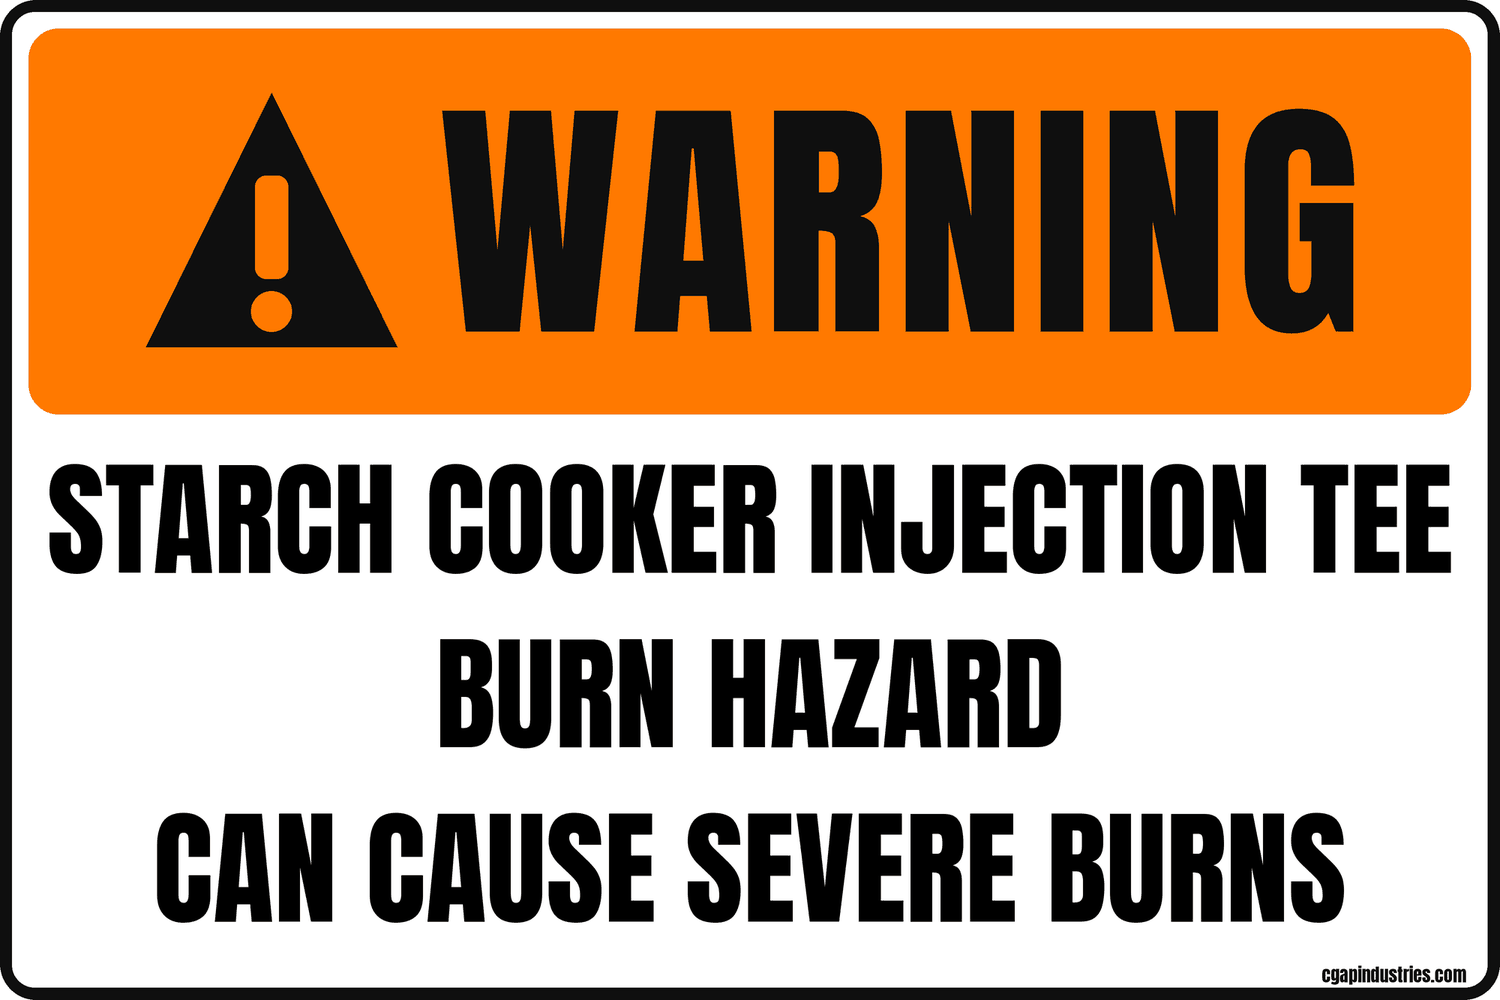 WARNING
STARCH COOKER INJECTION TEE
BURN HAZARD
CAN CAUSE SEVERE BURNS
cgapindustries.com